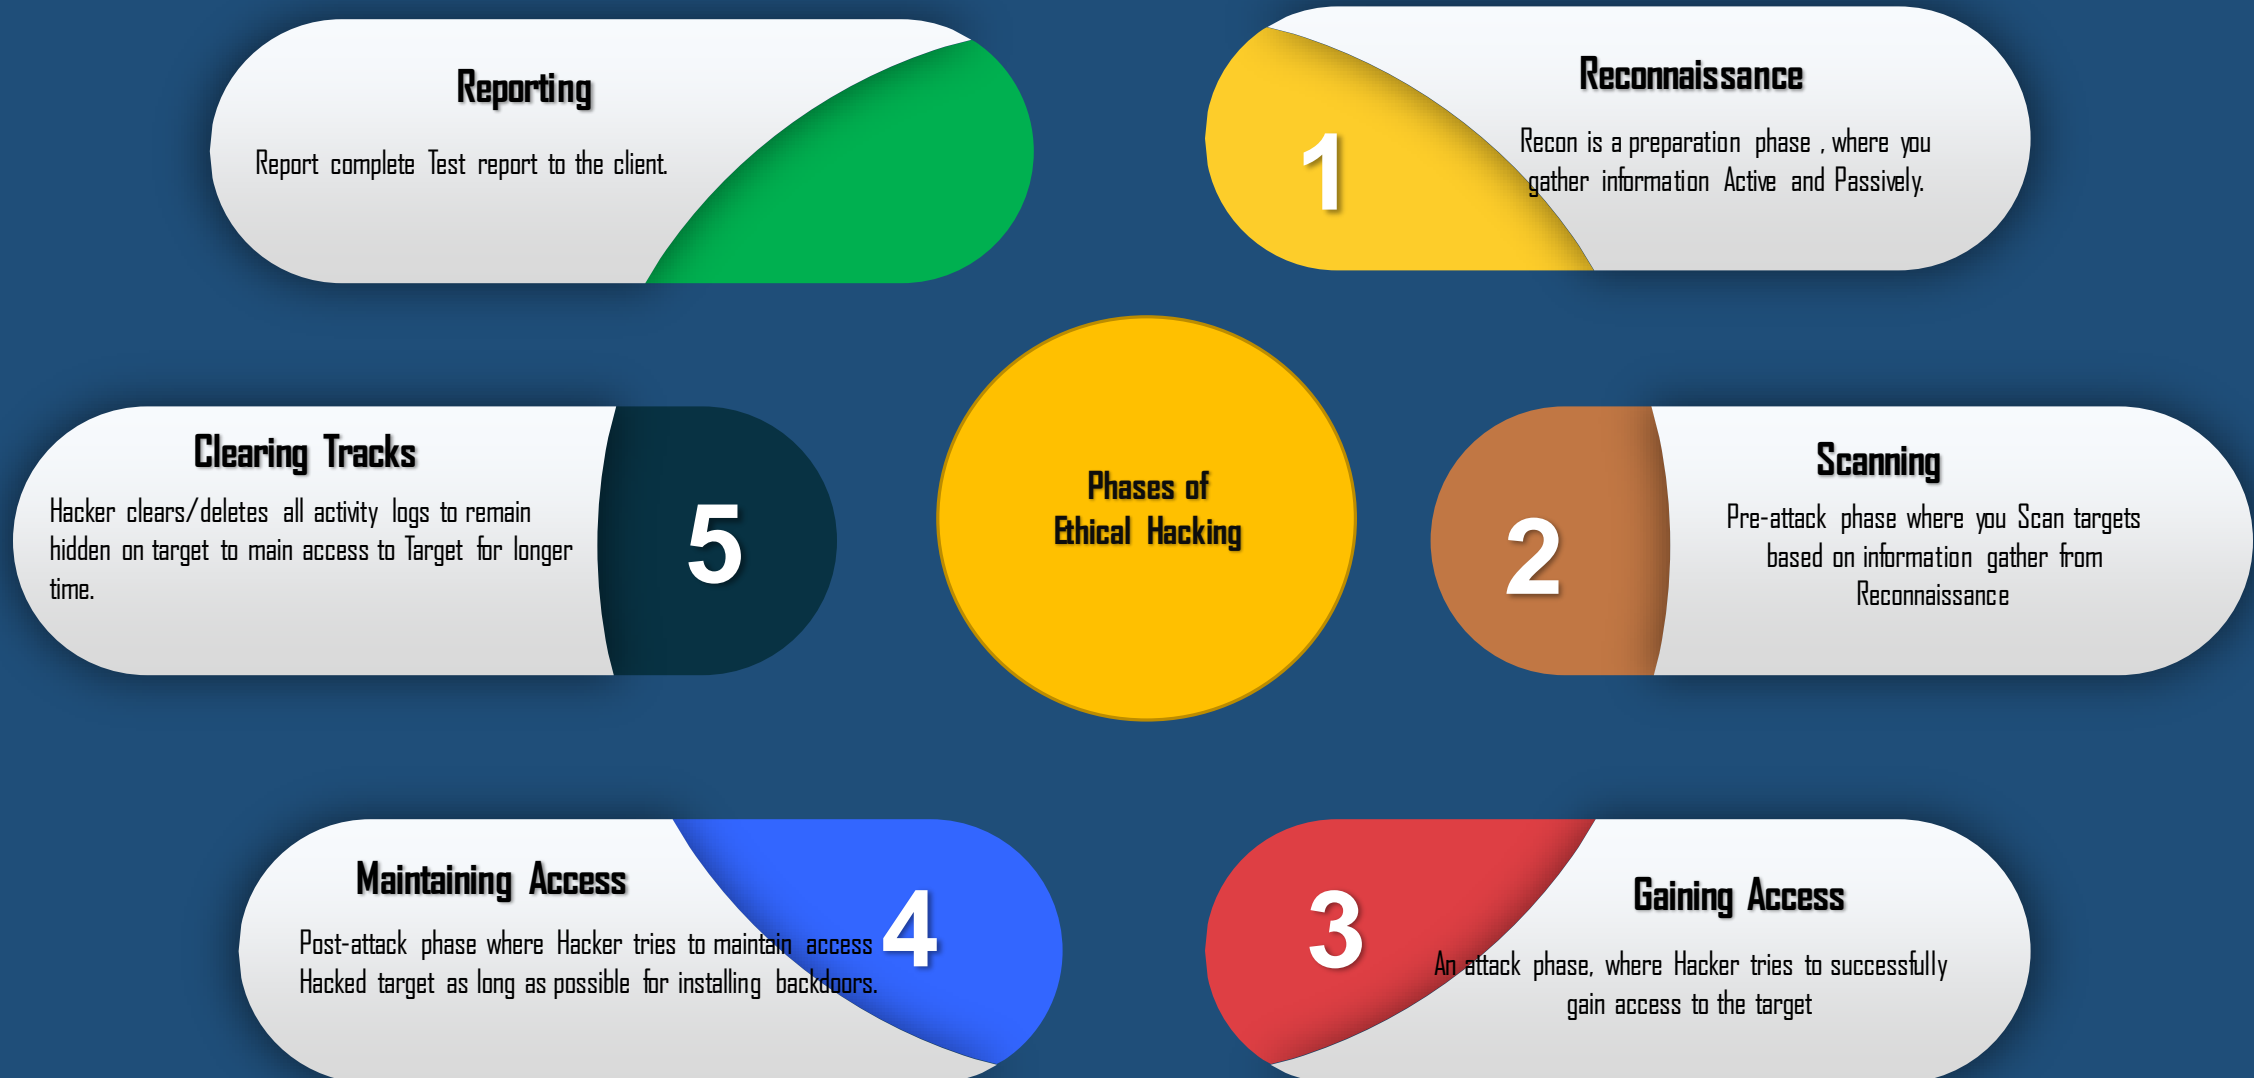 Reporting
Report complete Test report to the client.
1
Reconnaissance
Recon is a preparation phase , where you
gather information Active and Passively.
Clearing Tracks
Hacker clears/deletes all activity logs to remain
hidden on target to main access to Target for longer
time.
5
Phases of
Ethical Hacking
2
Scanning
Pre-attack phase where you Scan targets
based on information gather from
Reconnaissance
Maintaining Access
Post-attack phase where Hacker tries to maintain access
Hacked target as long as possible for installing backdoors.
4
3
Gaining Access
An attack phase, where Hacker tries to successfully
gain access to the target